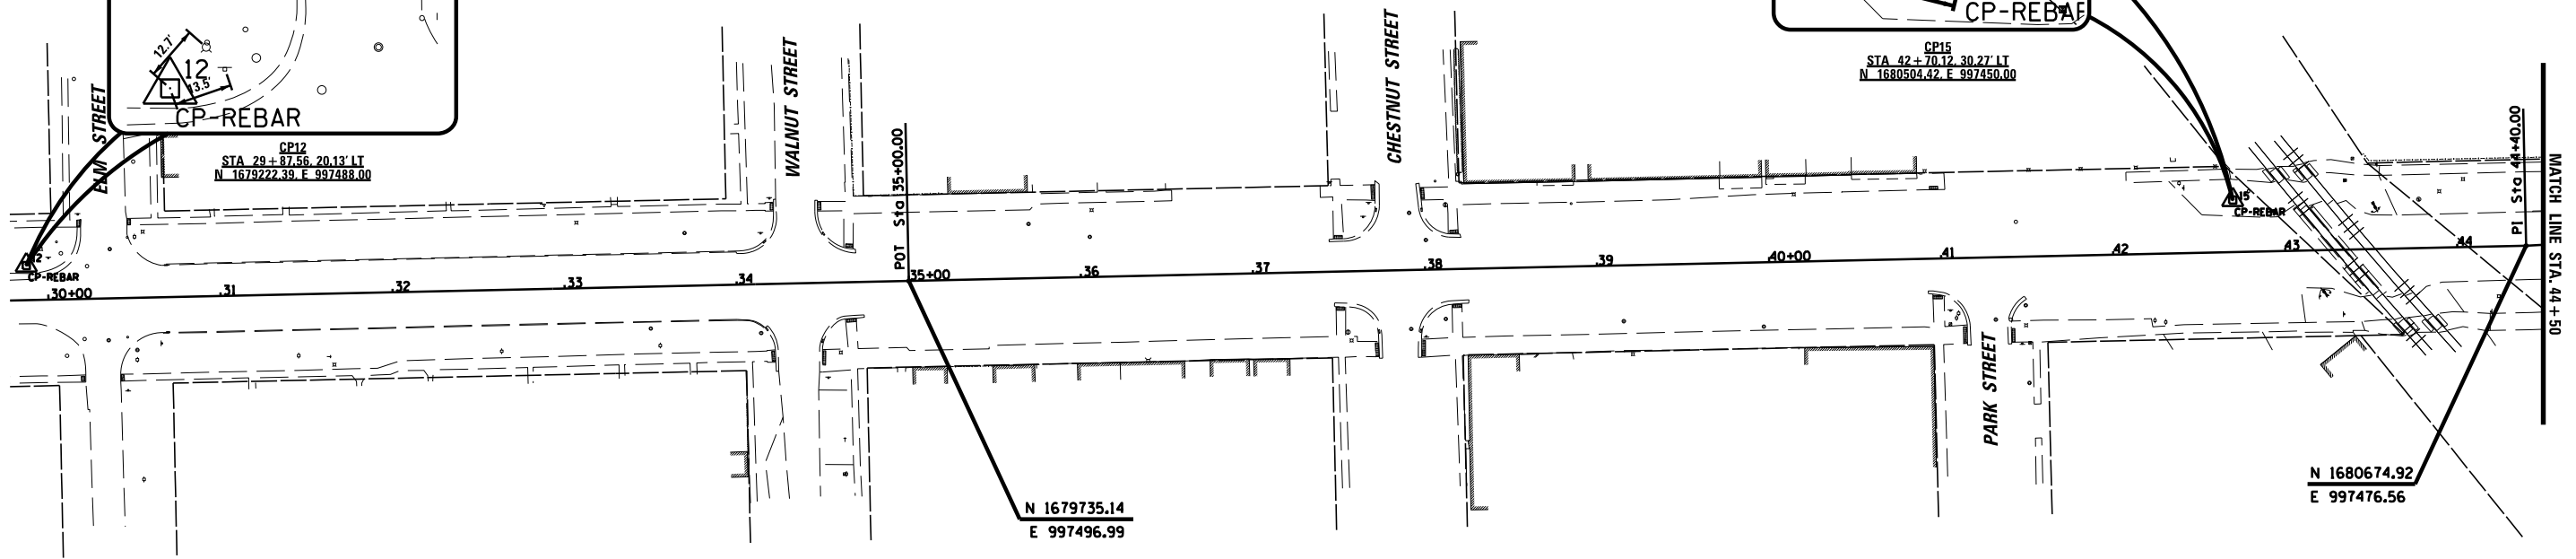 12.7'
12
13.5'
CP-REBAR
CP12
STA 29+87.56, 20.13' LT
N 1679222.39, E 997488.00
ELM STREET
WALNUT STREET
CHESTNUT STREET
PARK STREET
CP-REBAR
CP15
STA 42+70.12, 30.27' LT
N 1680504.42, E 997450.00
POT Sta 35+00.00
PI Sta 44+40.00
MATCH LINE STA. 44+50
12
CP-REBAR
15
CP-REBAR
30+00
31
32
33
34
35+00
36
37
38
39
40+00
41
42
43
44
N 1679735.14
E 997496.99
N 1680674.92
E 997476.56